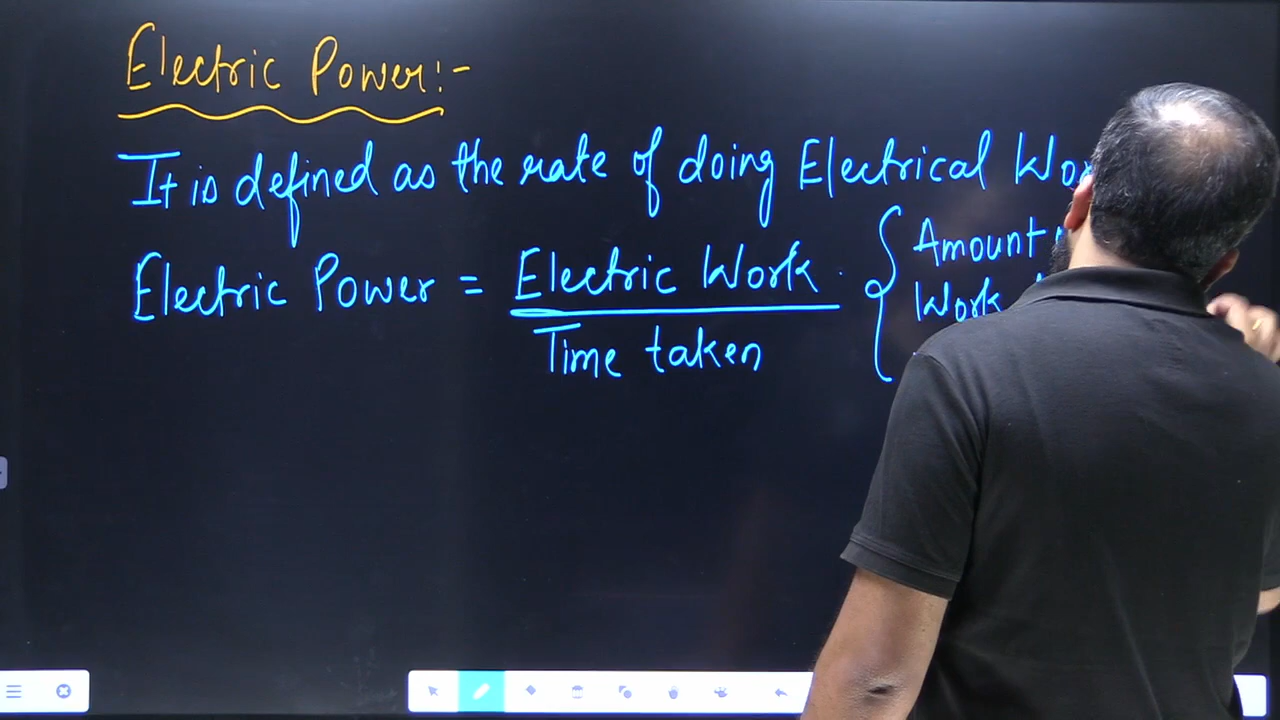 Electric Power:-
It is defined as the rate of doing Electrical
Electric Power = Electric Work
Time taken
Amount
Work